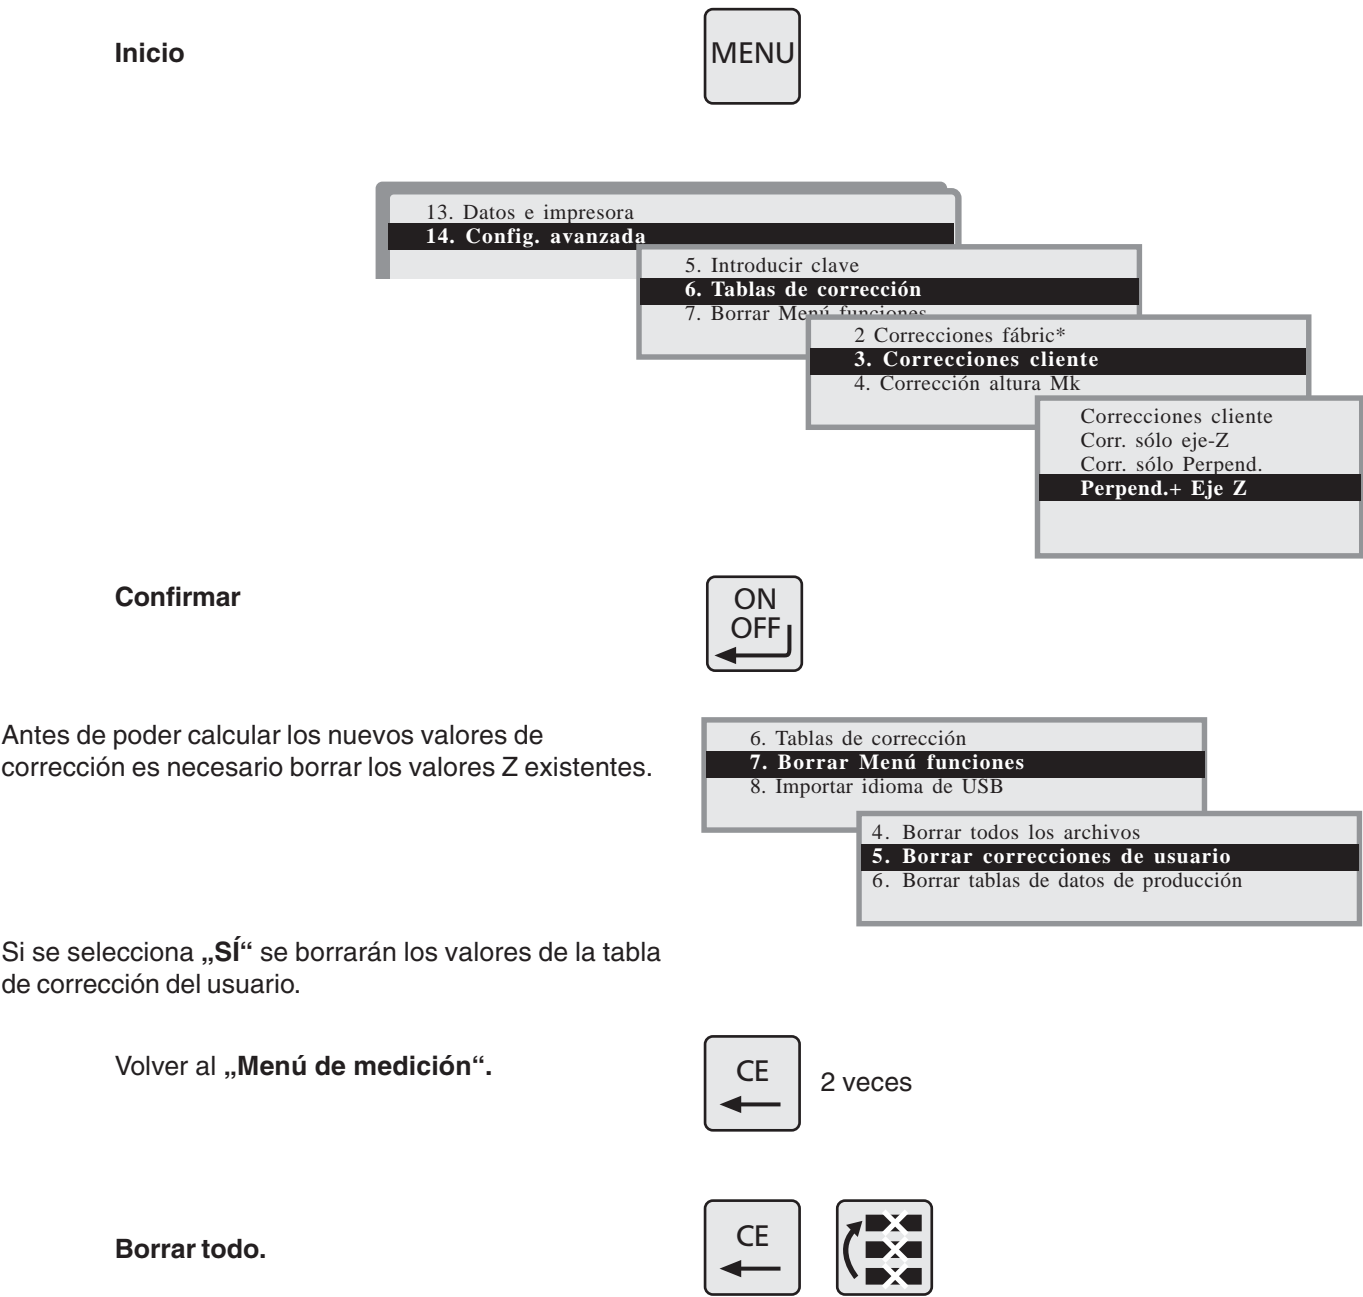 Inicio
MENU
13. Datos e impresora
14. Config. avanzada
5. Introducir clave
6. Tablas de corrección
7. Borrar Menú funciones
2 Correcciones fábric*
3. Correcciones cliente
4. Corrección altura Mk
Correcciones cliente
Corr. sólo eje-Z
Corr. sólo Perpend.
Perpend.+ Eje Z
Confirmar
ON
OFF
Antes de poder calcular los nuevos valores de
corrección es necesario borrar los valores Z existentes.
6. Tablas de corrección
7. Borrar Menú funciones
8. Importar idioma de USB
4. Borrar todos los archivos
5. Borrar correcciones de usuario
6. Borrar tablas de datos de producción
Si se selecciona „SÍ“ se borrarán los valores de la tabla
de corrección del usuario.
Volver al „Menú de medición“.
CE
2 veces
Borrar todo.
CE